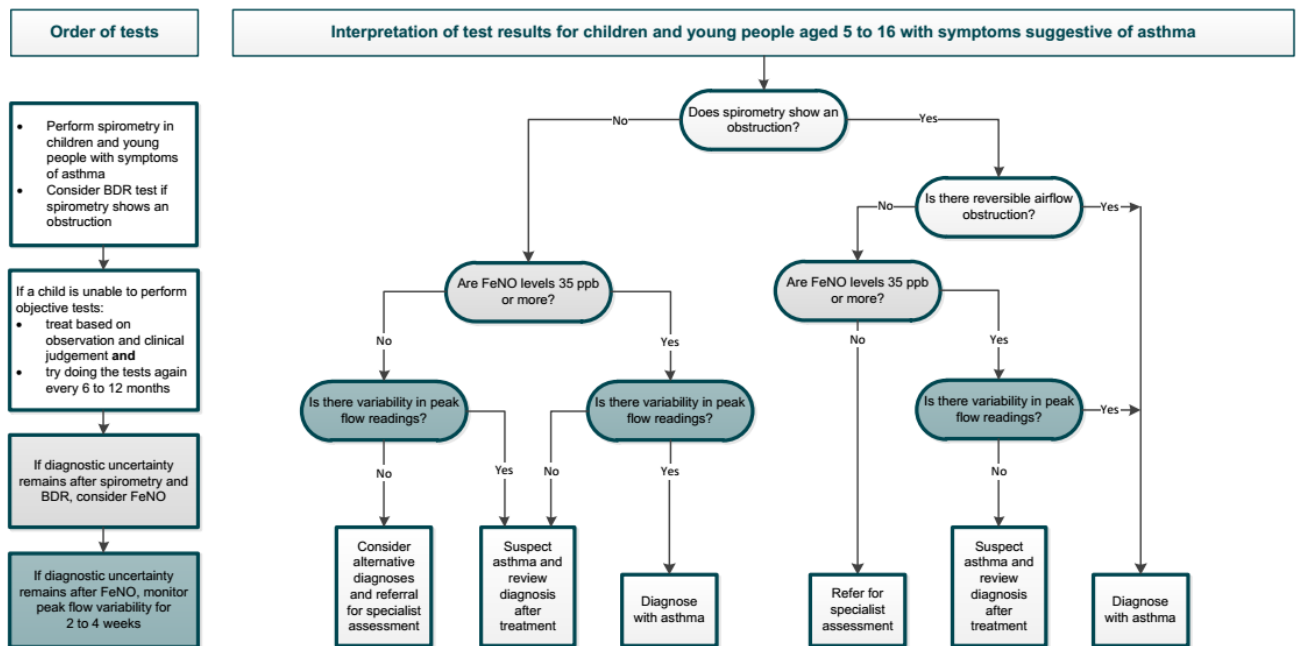 Order of tests
Interpretation of test results for children and young people aged 5 to 16 with symptoms suggestive of asthma
• Perform spirometry in
children and young
people with symptoms
of asthma
• Consider BDR test if
spirometry shows an
obstruction
If a child is unable to perform
objective tests:
• treat based on
observation and clinical
judgement and
• try doing the tests again
every 6 to 12 months
If diagnostic uncertainty
remains after spirometry and
BDR, consider FeNO
If diagnostic uncertainty
remains after FeNO, monitor
peak flow variability for
2 to 4 weeks
Does spirometry show an
obstruction?
No
Yes
Is there reversible airflow
obstruction?
No
Yes
Are FeNO levels 35 ppb
or more?
No
Yes
Are FeNO levels 35 ppb
or more?
No
Yes
Is there variability in peak
flow readings?
No
Yes
Is there variability in peak
flow readings?
No
Yes
Is there variability in peak
flow readings?
Yes
No
Consider
alternative
diagnoses
and referral
for specialist
assessment
Suspect
asthma and
review
diagnosis
after
treatment
Diagnose
with asthma
Refer for
specialist
assessment
Suspect
asthma and
review
diagnosis
after
treatment
Diagnose
with asthma